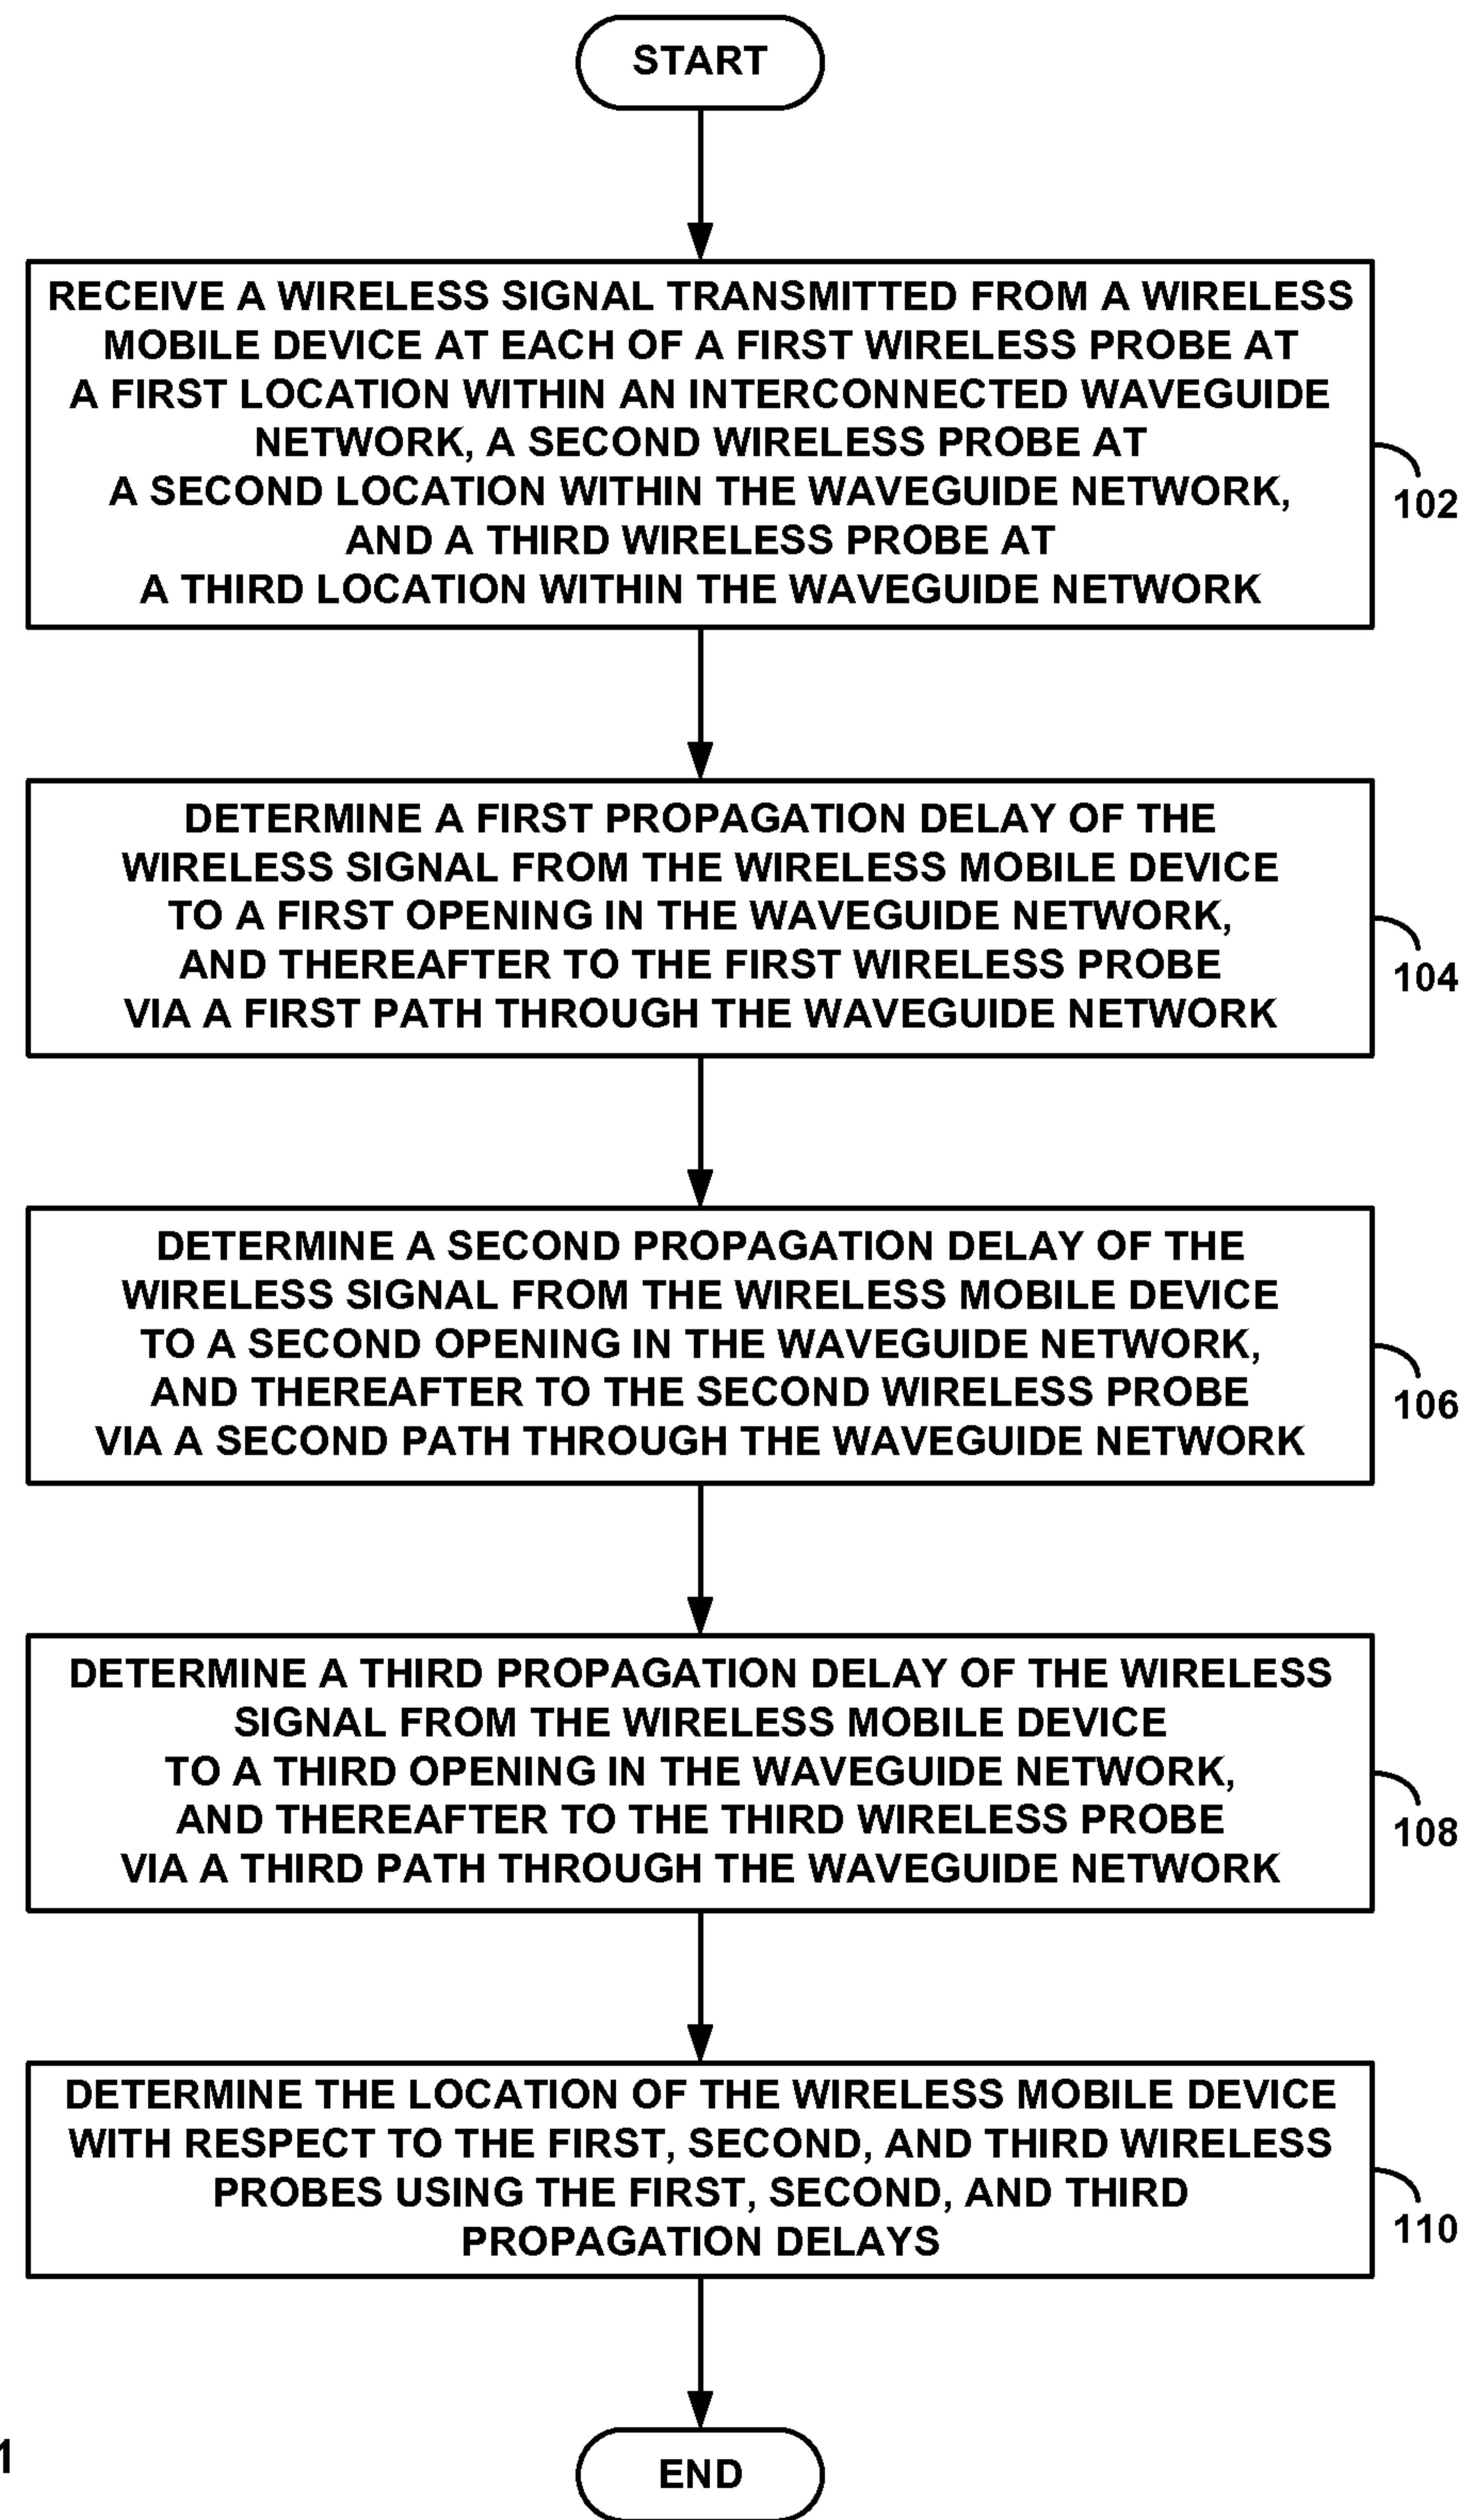 START
RECEIVE A WIRELESS SIGNAL TRANSMITTED FROM A WIRELESS
MOBILE DEVICE AT EACH OF A FIRST WIRELESS PROBE AT
A FIRST LOCATION WITHIN AN INTERCONNECTED WAVEGUIDE
NETWORK, A SECOND WIRELESS PROBE AT
A SECOND LOCATION WITHIN THE WAVEGUIDE NETWORK,
AND A THIRD WIRELESS PROBE AT
A THIRD LOCATION WITHIN THE WAVEGUIDE NETWORK
102
DETERMINE A FIRST PROPAGATION DELAY OF THE
WIRELESS SIGNAL FROM THE WIRELESS MOBILE DEVICE
TO A FIRST OPENING IN THE WAVEGUIDE NETWORK,
AND THEREAFTER TO THE FIRST WIRELESS PROBE
VIA A FIRST PATH THROUGH THE WAVEGUIDE NETWORK
104
DETERMINE A SECOND PROPAGATION DELAY OF THE
WIRELESS SIGNAL FROM THE WIRELESS MOBILE DEVICE
TO A SECOND OPENING IN THE WAVEGUIDE NETWORK,
AND THEREAFTER TO THE SECOND WIRELESS PROBE
VIA A SECOND PATH THROUGH THE WAVEGUIDE NETWORK
106
DETERMINE A THIRD PROPAGATION DELAY OF THE WIRELESS
SIGNAL FROM THE WIRELESS MOBILE DEVICE
TO A THIRD OPENING IN THE WAVEGUIDE NETWORK,
AND THEREAFTER TO THE THIRD WIRELESS PROBE
VIA A THIRD PATH THROUGH THE WAVEGUIDE NETWORK
108
DETERMINE THE LOCATION OF THE WIRELESS MOBILE DEVICE
WITH RESPECT TO THE FIRST, SECOND, AND THIRD WIRELESS
PROBES USING THE FIRST, SECOND, AND THIRD
PROPAGATION DELAYS
110
1
END